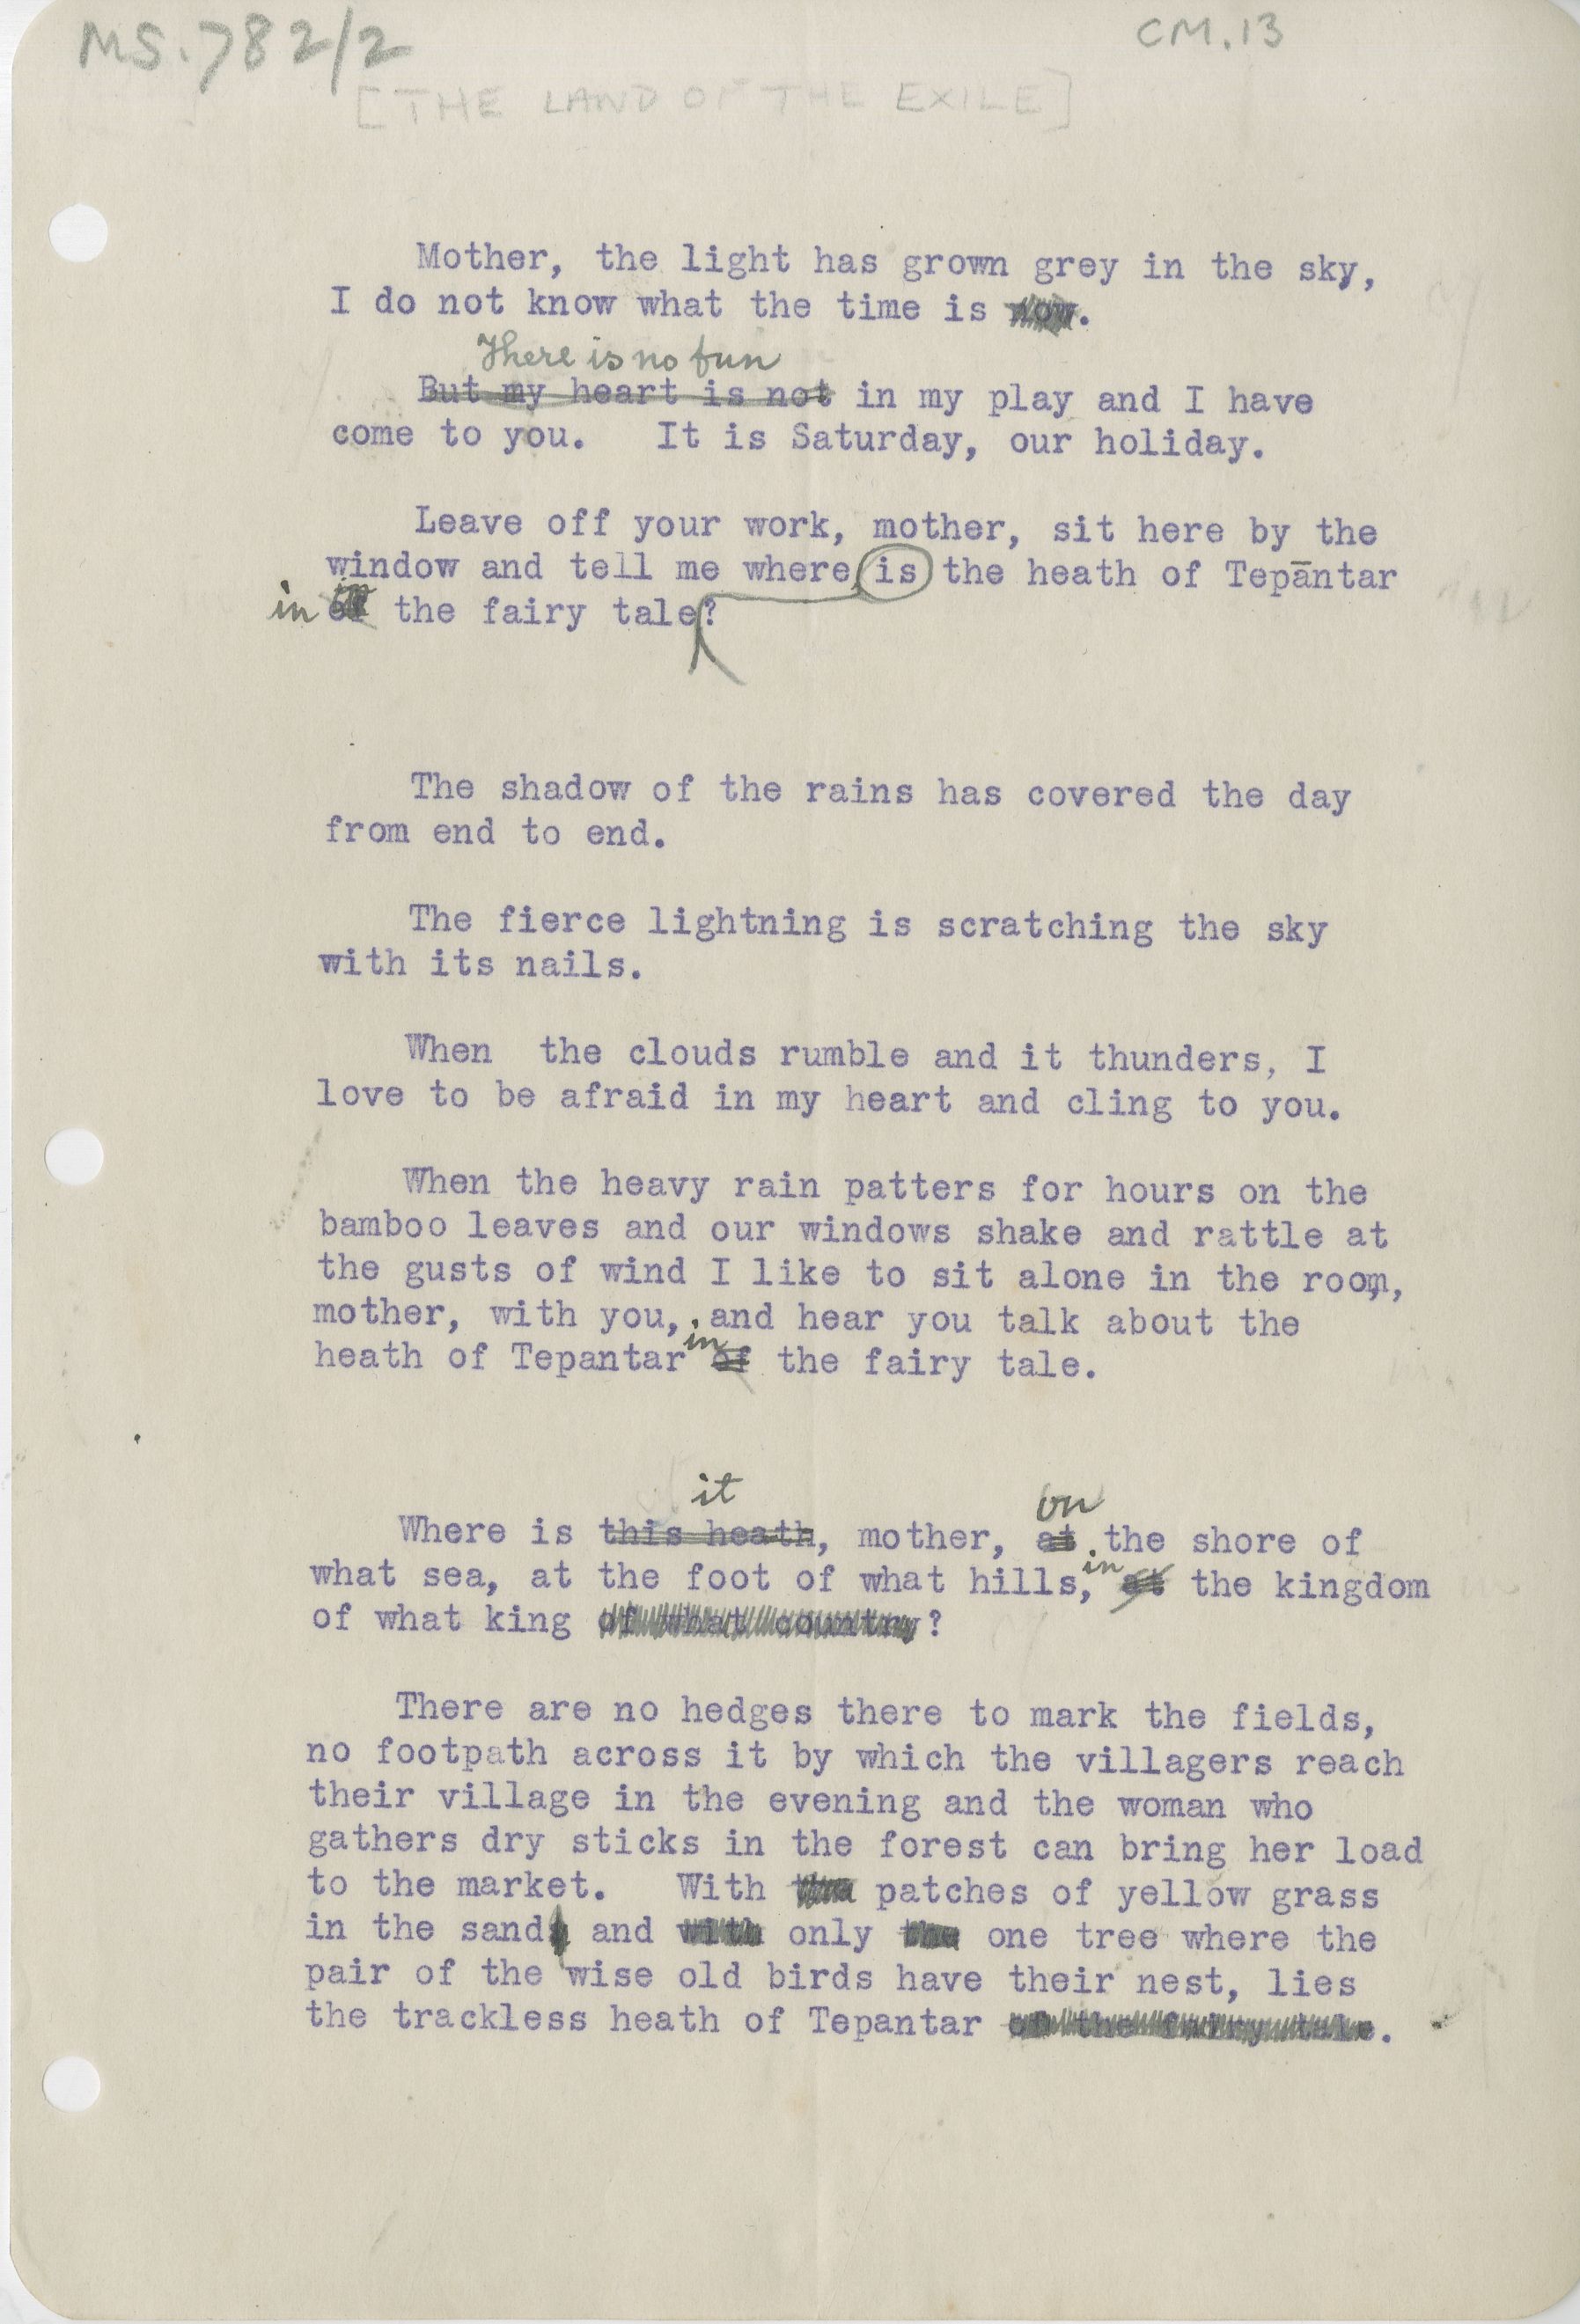 MS.782/2
CM.13
[THE LAND OF THE EXILE]
Mother, the light has grown grey in the sky,
I do not know what the time is now.
There is no fun
But my heart is not in my play and I have
come to you. It is Saturday, our holiday.
Leave off your work, mother, sit here by the
window and tell me where is the heath of Tepāntar
in of the fairy tale?
The shadow of the rains has covered the day
from end to end.
The fierce lightning is scratching the sky
with its nails.
When the clouds rumble and it thunders, I
love to be afraid in my heart and cling to you.
When the heavy rain patters for hours on the
bamboo leaves and our windows shake and rattle at
the gusts of wind I like to sit alone in the room,
mother, with you, and hear you talk about the
in
heath of Tepantar of the fairy tale.
it on
Where is this heath, mother, at the shore of
in
what sea, at the foot of what hills, at the kingdom
of what king of what country?
There are no hedges there to mark the fields,
no footpath across it by which the villagers reach
their village in the evening and the woman who
gathers dry sticks in the forest can bring her load
to the market. With patches of yellow grass
in the sand and with only the one tree where the
pair of the wise old birds have their nest, lies
the trackless heath of Tepantar of the fairy tale.